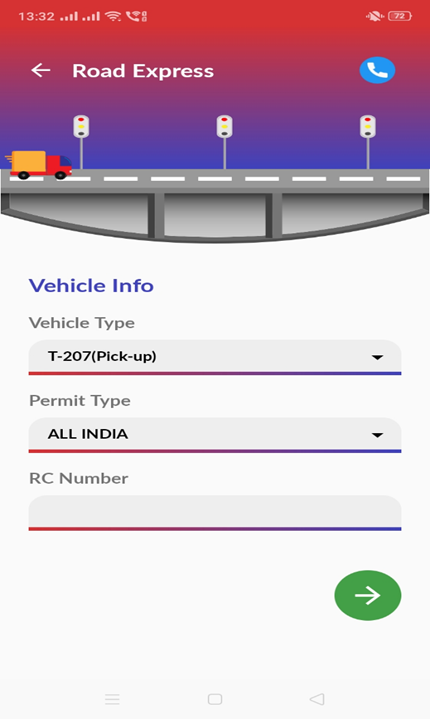 13:32
72
Road Express
Vehicle Info
Vehicle Type
T-207(Pick-up)
Permit Type
ALL INDIA
RC Number